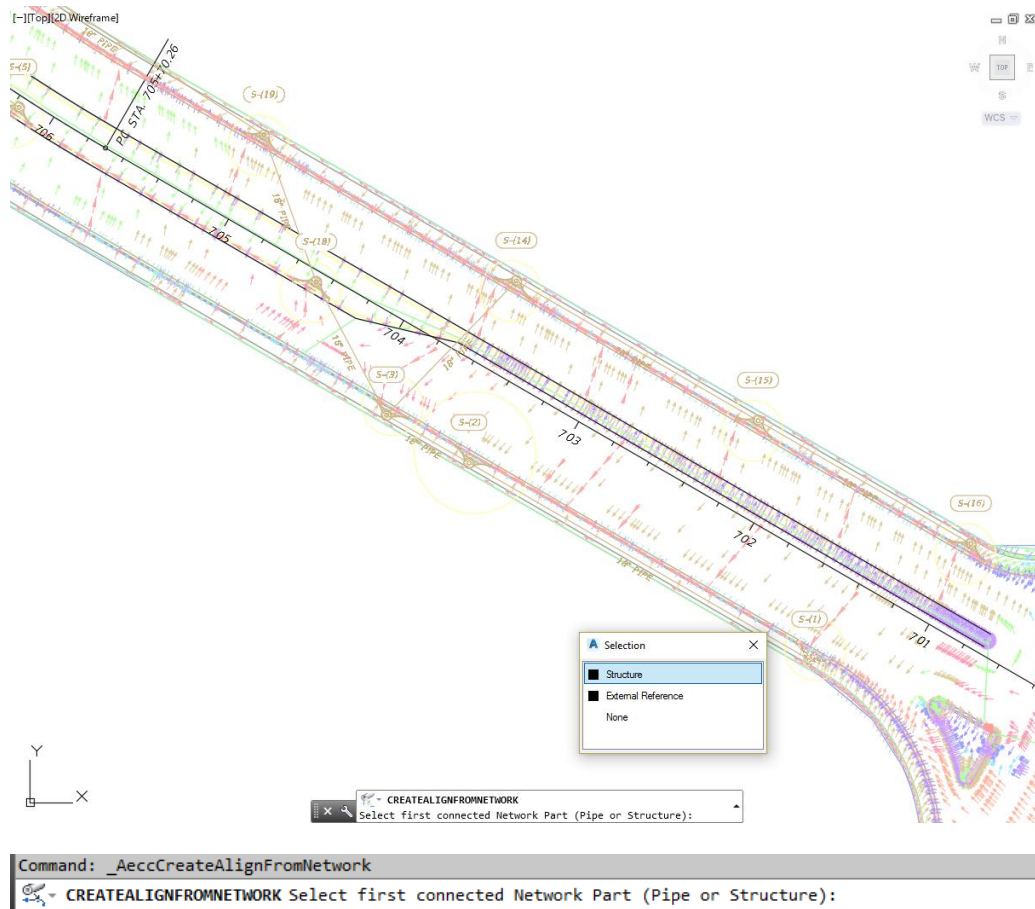 [−][Top][2D Wireframe]
N
W TOP E
S
WCS
18" PIPE
PC STA. 705+70.26
S-(5)
S-(19)
706
18" PIPE
705
S-(18)
S-(14)
704
18" PIPE
18" PIPE
S-(3)
S-(15)
S-(2)
703
18" PIPE
S-(16)
702
18" PIPE
S-(1)
701
Selection
Structure
External Reference
None
Y
X
CREATEALIGNFROMNETWORK
Select first connected Network Part (Pipe or Structure):
Command: _AeccCreateAlignFromNetwork
CREATEALIGNFROMNETWORK Select first connected Network Part (Pipe or Structure):